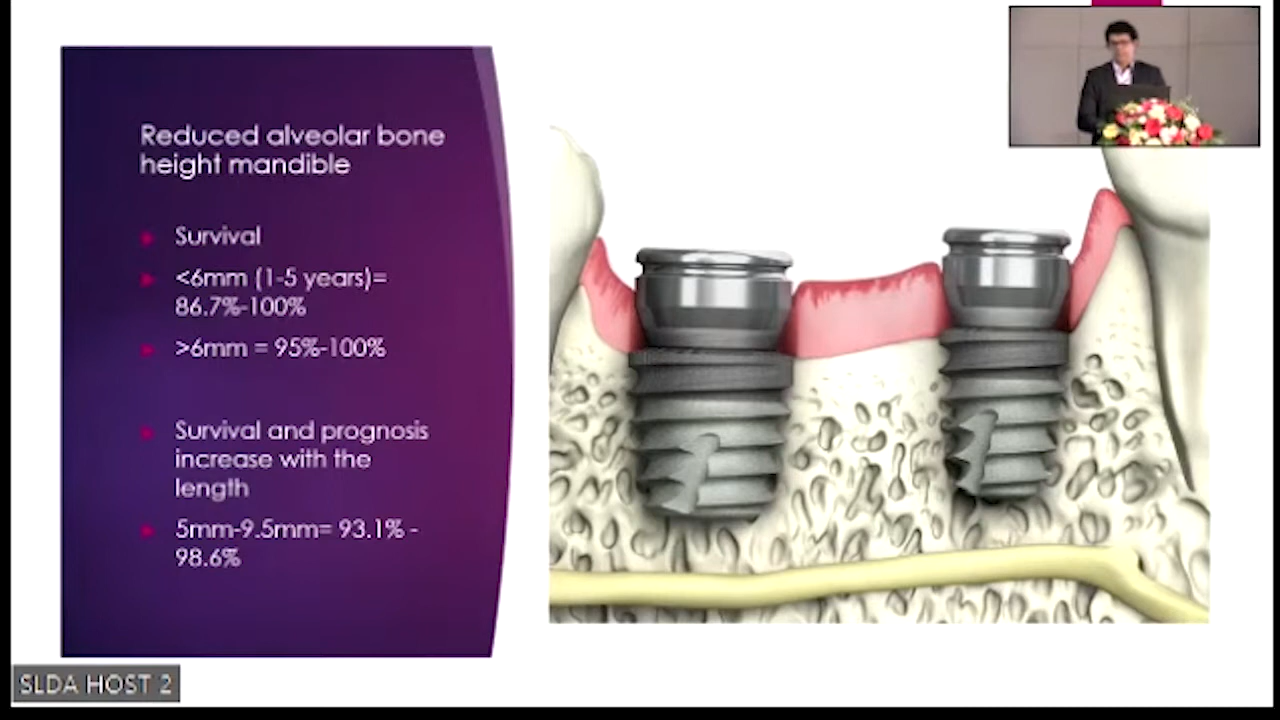 Reduced alveolar bone
height mandible
Survival
<6mm (1-5 years)=
86.7%-100%
>6mm = 95%-100%
Survival and prognosis
increase with the
length
5mm-9.5mm= 93.1% -
98.6%
SLDA HOST 2